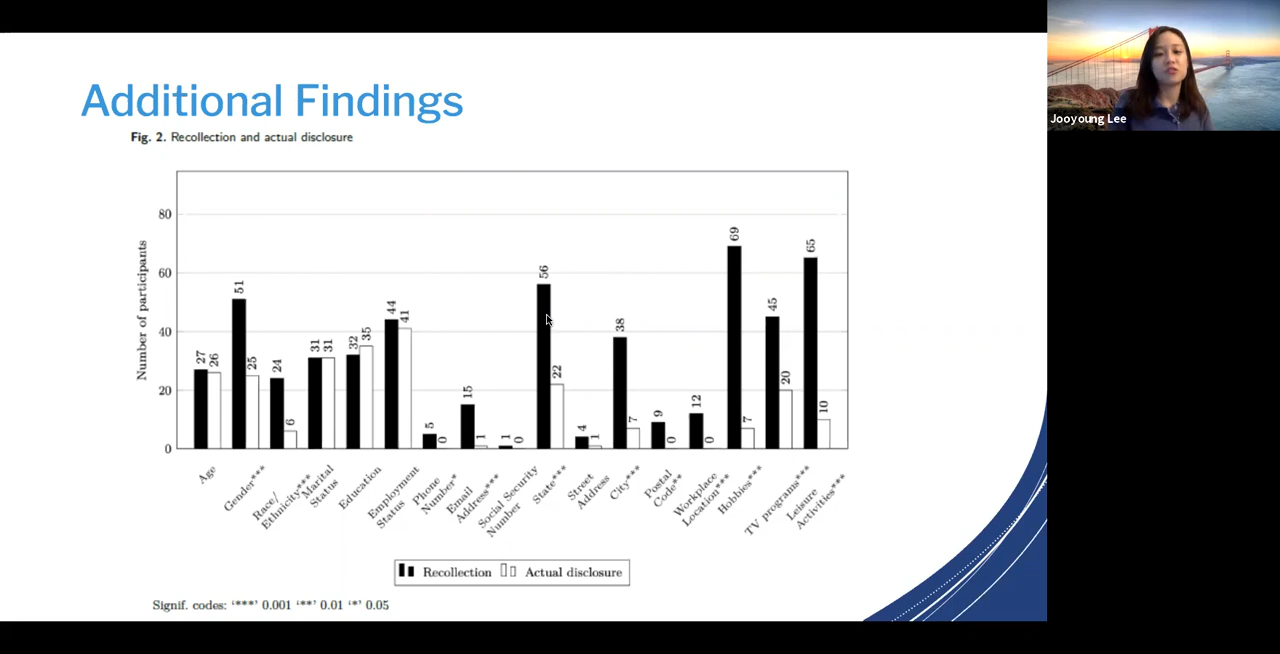 Additional Findings
Fig. 2. Recollection and actual disclosure
Number of participants
80
60
40
20
0
27 26
51 25
24 6
31 31
32 35
44 41
5 0
15 1
1 0
56 22
4 1
38 7
9 0
12 0
69 7
45 20
65 10
Age
Gender***
Race/
Ethnicity***
Marital
Status
Education
Employment
Status
Phone
Number*
Email
Address***
Social Security
Number
State***
Street
Address
City***
Postal
Code**
Workplace
Location***
Hobbies***
TV programs***
Leisure
Activities***
Recollection Actual disclosure
Signif. codes: ‘***’ 0.001 ‘**’ 0.01 ‘*’ 0.05
Jooyoung Lee